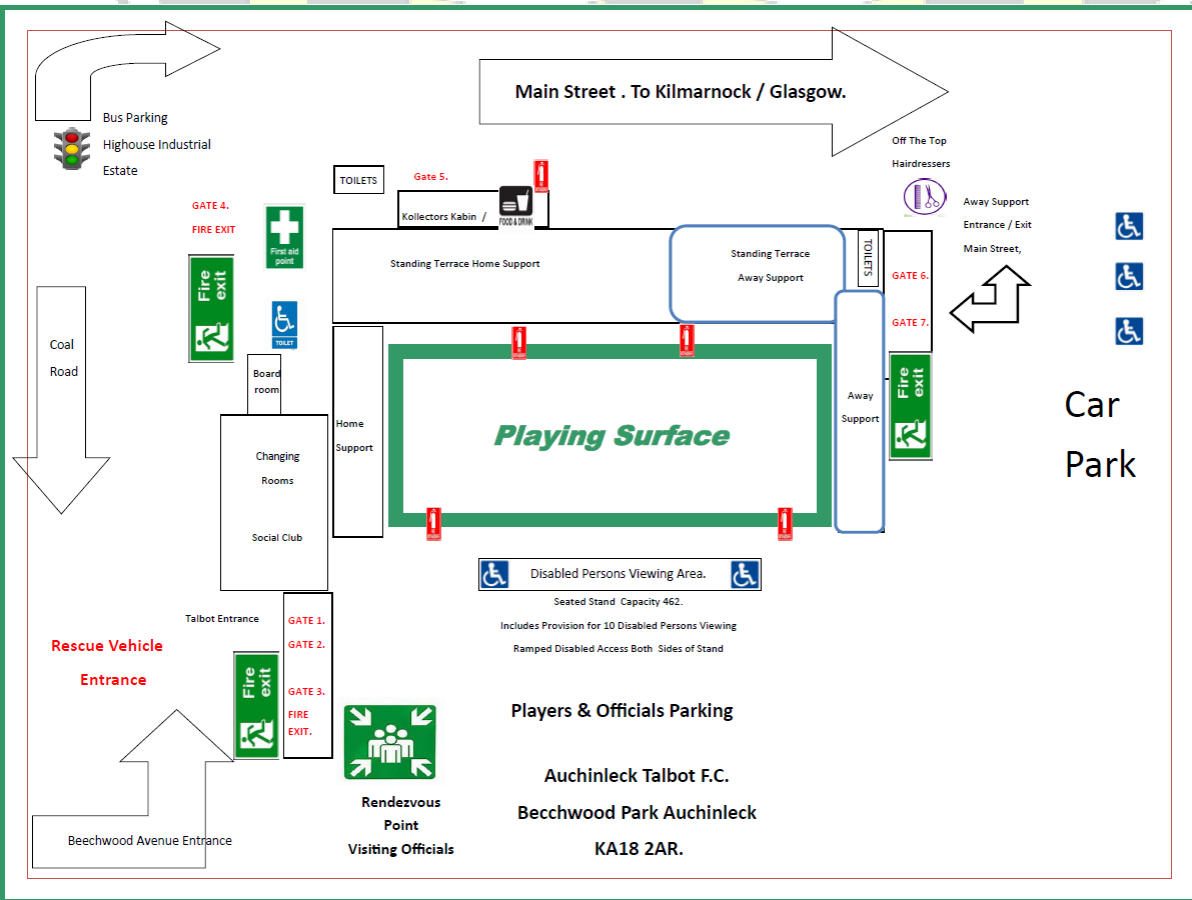 Main Street . To Kilmarnock / Glasgow.
Bus Parking
Highouse Industrial
Estate
Off The Top
Hairdressers
TOILETS
Gate 5.
Kollectors Kabin /
FOOD & DRINK
GATE 4.
FIRE EXIT
First aid
point
Away Support
Entrance / Exit
Main Street,
Standing Terrace Home Support
Standing Terrace
Away Support
TOILETS
GATE 6.
GATE 7.
Fire
exit
TOILET
Coal
Road
Board
room
Home
Support
Playing Surface
Away
Support
Fire
exit
Car
Park
Changing
Rooms
Social Club
Disabled Persons Viewing Area.
Seated Stand Capacity 462.
Includes Provision for 10 Disabled Persons Viewing
Ramped Disabled Access Both Sides of Stand
Talbot Entrance
GATE 1.
GATE 2.
GATE 3.
FIRE
EXIT.
Rescue Vehicle
Entrance
Fire
exit
Players & Officials Parking
Auchinleck Talbot F.C.
Becchwood Park Auchinleck
KA18 2AR.
Rendezvous
Point
Visiting Officials
Beechwood Avenue Entrance